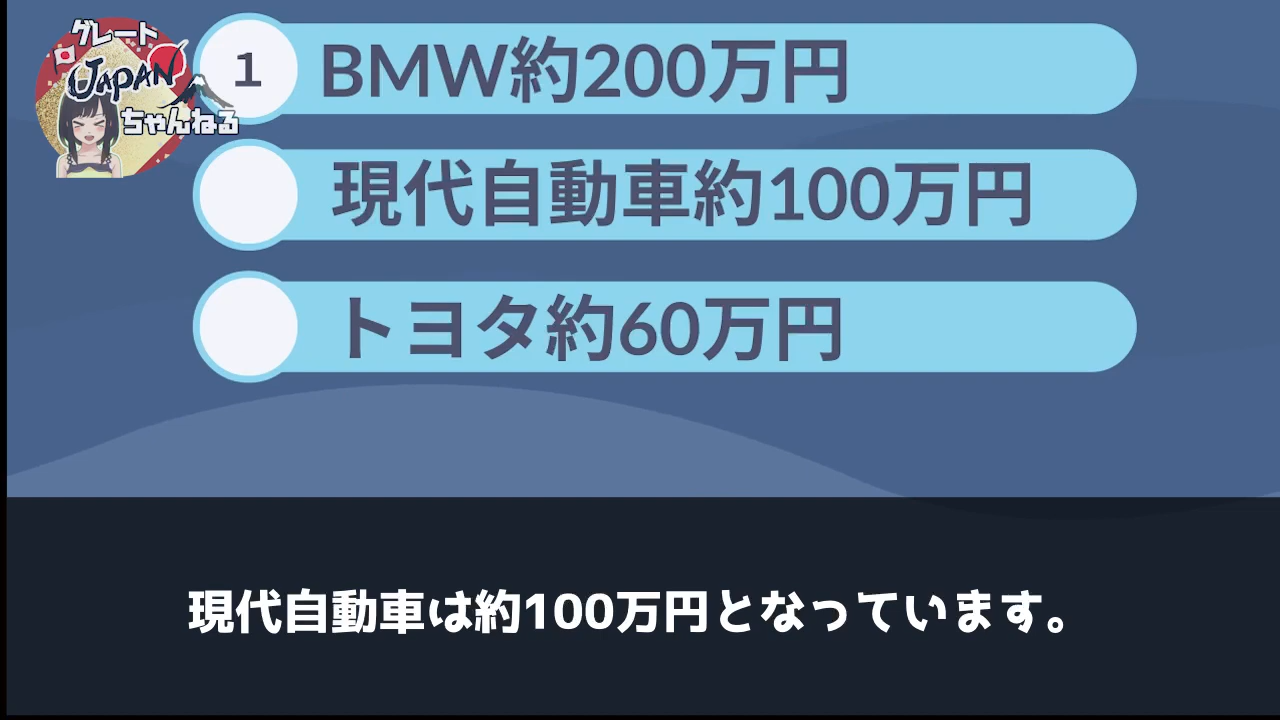 グレート
JAPAN
ちゃんねる
1
BMW約200万円
現代自動車約100万円
トヨタ約60万円
現代自動車は約100万円となっています。